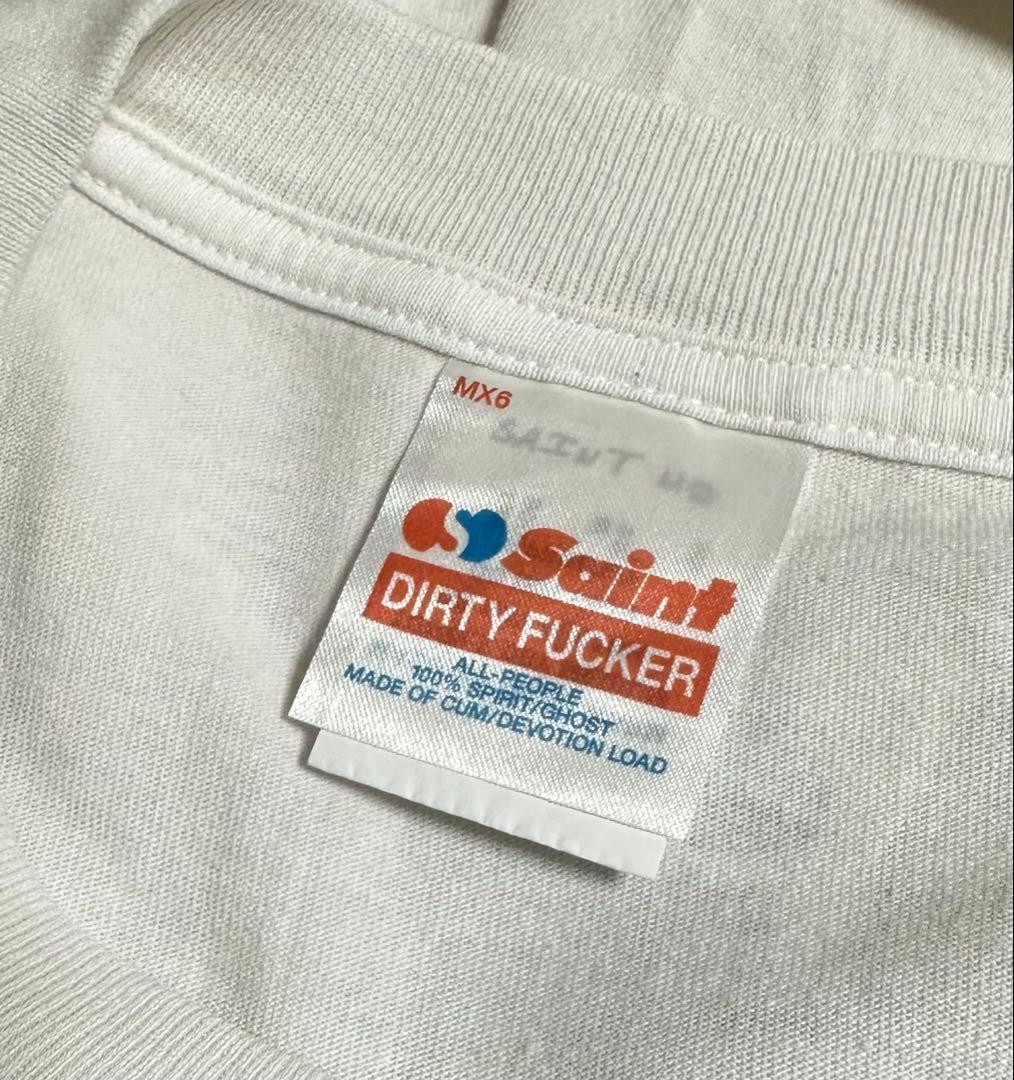 MX6
SAINT
Saint
DIRTY FUCKER
ALL-PEOPLE
100% SPIRIT/GHOST
MADE OF CUM/DEVOTION LOAD